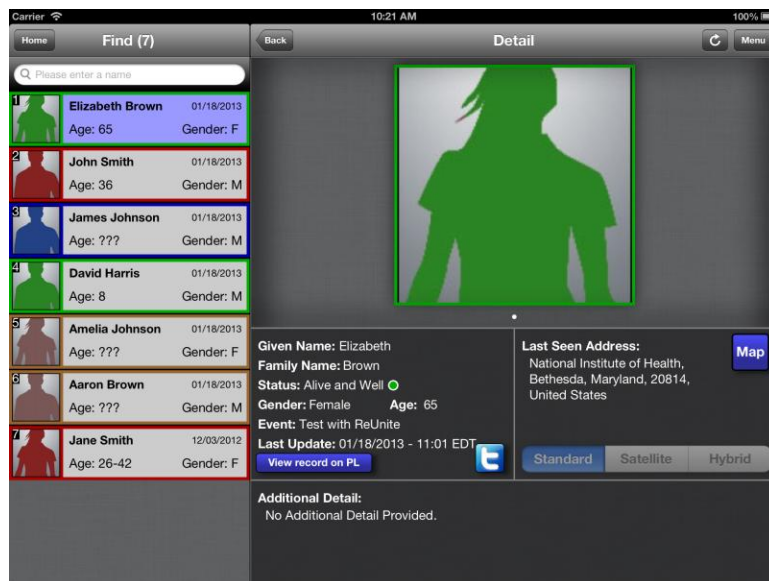 Carrier 10:21 AM 100%
Home Find (7) Back Detail Menu
Please enter a name
1 Elizabeth Brown 01/18/2013
Age: 65 Gender: F
2 John Smith 01/18/2013
Age: 36 Gender: M
3 James Johnson 01/18/2013
Age: ??? Gender: M
4 David Harris 01/18/2013
Age: 8 Gender: M
5 Amelia Johnson 01/18/2013
Age: ??? Gender: F
6 Aaron Brown 01/18/2013
Age: ??? Gender: M
7 Jane Smith 12/03/2012
Age: 26-42 Gender: F
Given Name: Elizabeth
Family Name: Brown
Status: Alive and Well
Gender: Female Age: 65
Event: Test with ReUnite
Last Update: 01/18/2013 - 11:01 EDT
View record on PL
Last Seen Address:
National Institute of Health,
Bethesda, Maryland, 20814,
United States
Map
Standard Satellite Hybrid
Additional Detail:
No Additional Detail Provided.